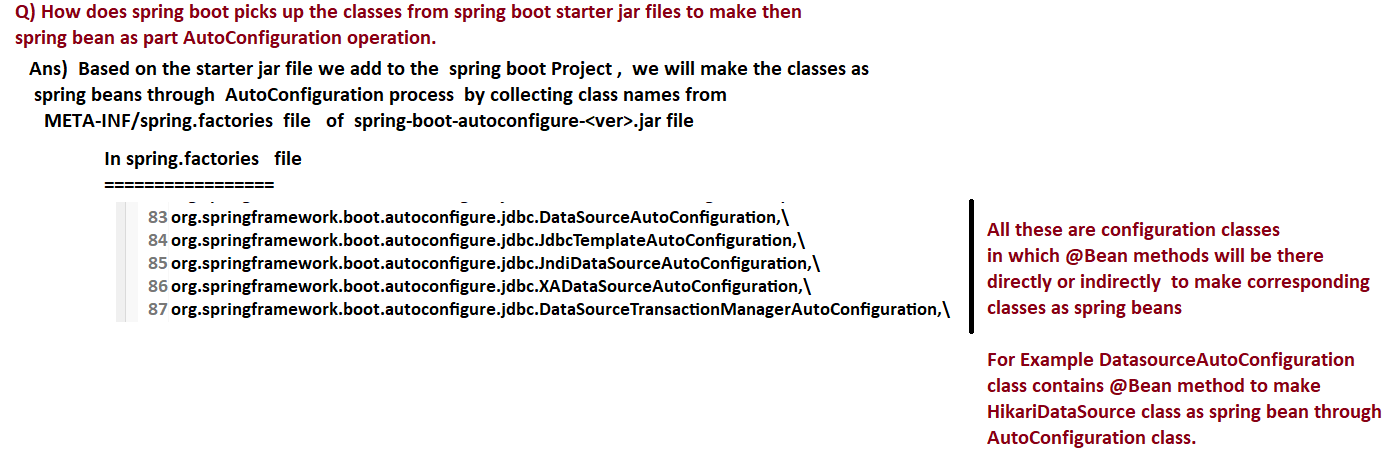 Q) How does spring boot picks up the classes from spring boot starter jar files to make then
spring bean as part AutoConfiguration operation.
Ans) Based on the starter jar file we add to the spring boot Project , we will make the classes as
spring beans through AutoConfiguration process by collecting class names from
META-INF/spring.factories file of spring-boot-autoconfigure-<ver>.jar file
In spring.factories file
=================
83 org.springframework.boot.autoconfigure.jdbc.DataSourceAutoConfiguration,\
84 org.springframework.boot.autoconfigure.jdbc.JdbcTemplateAutoConfiguration,\
85 org.springframework.boot.autoconfigure.jdbc.JndiDataSourceAutoConfiguration,\
86 org.springframework.boot.autoconfigure.jdbc.XADataSourceAutoConfiguration,\
87 org.springframework.boot.autoconfigure.jdbc.DataSourceTransactionManagerAutoConfiguration,\
All these are configuration classes
in which @Bean methods will be there
directly or indirectly to make corresponding
classes as spring beans
For Example DatasourceAutoConfiguration
class contains @Bean method to make
HikariDataSource class as spring bean through
AutoConfiguration class.